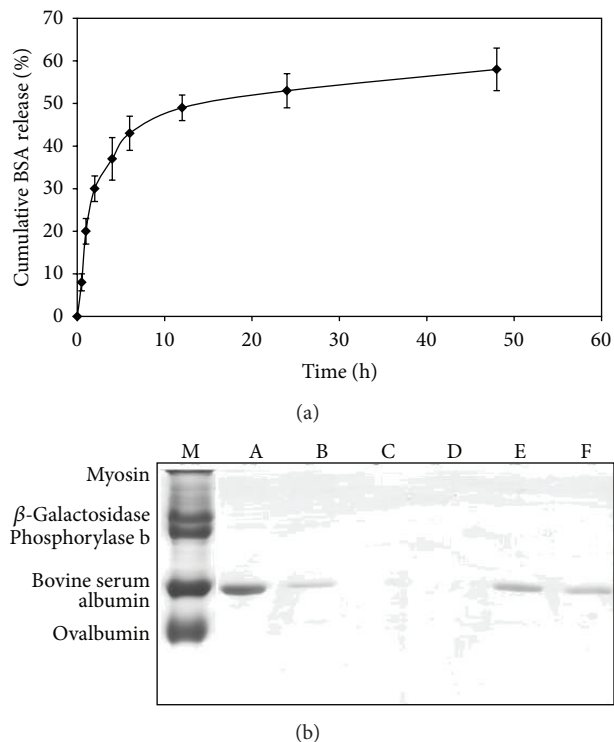 70
60
50
40
30
20
10
0
Cumulative BSA release (%)
0 10 20 30 40 50 60
Time (h)
(a)
M A B C D E F
Myosin
β-Galactosidase
Phosphorylase b
Bovine serum
albumin
Ovalbumin
(b)